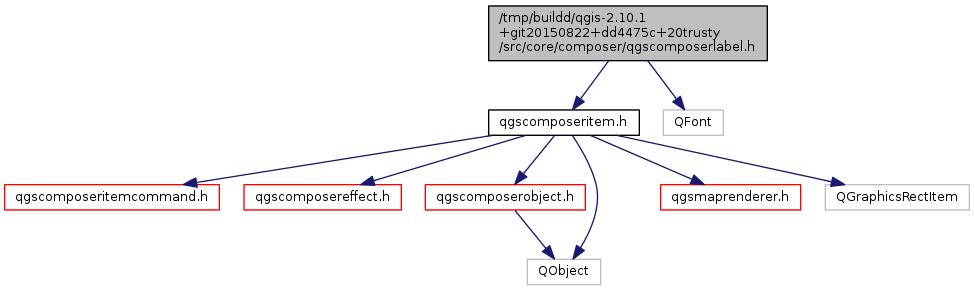 /tmp/buildd/qgis-2.10.1
+git20150822+dd4475c+20trusty
/src/core/composer/qgscomposerlabel.h
qgscomposeritem.h
QFont
qgscomposeritemcommand.h
qgscomposereffect.h
qgscomposerobject.h
qgsmaprenderer.h
QGraphicsRectItem
QObject